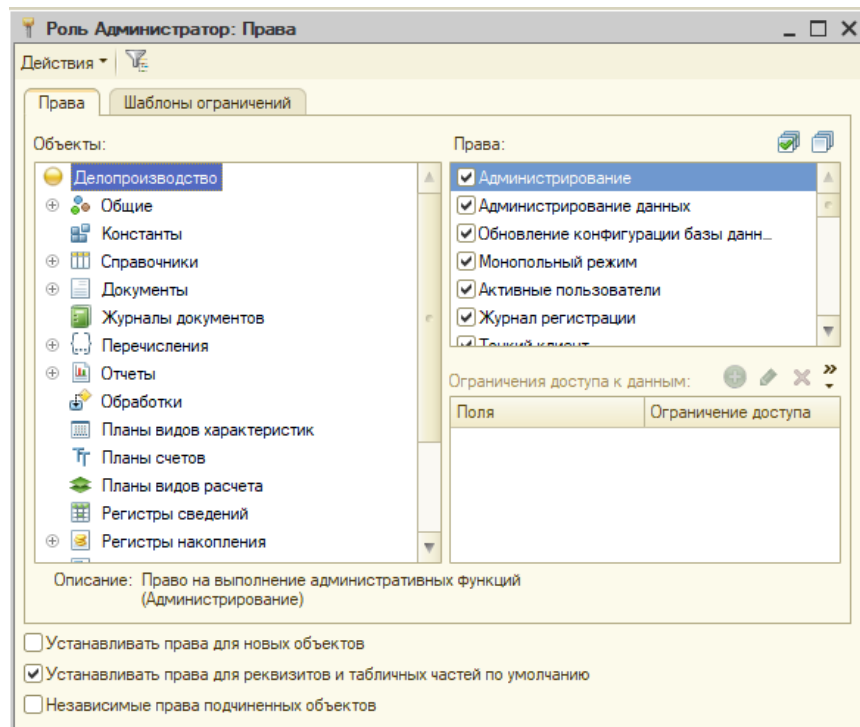 Роль Администратор: Права
Действия
Права
Шаблоны ограничений
Объекты:
Делопроизводство
Общие
Константы
Справочники
Документы
Журналы документов
Перечисления
Отчеты
Обработки
Планы видов характеристик
Планы счетов
Планы видов расчета
Регистры сведений
Регистры накопления
Права:
Администрирование
Администрирование данных
Обновление конфигурации базы данн...
Монопольный режим
Активные пользователи
Журнал регистрации
Тонкий клиент
Ограничения доступа к данным:
Поля
Ограничение доступа
Описание: Право на выполнение административных функций
(Администрирование)
Устанавливать права для новых объектов
Устанавливать права для реквизитов и табличных частей по умолчанию
Независимые права подчиненных объектов